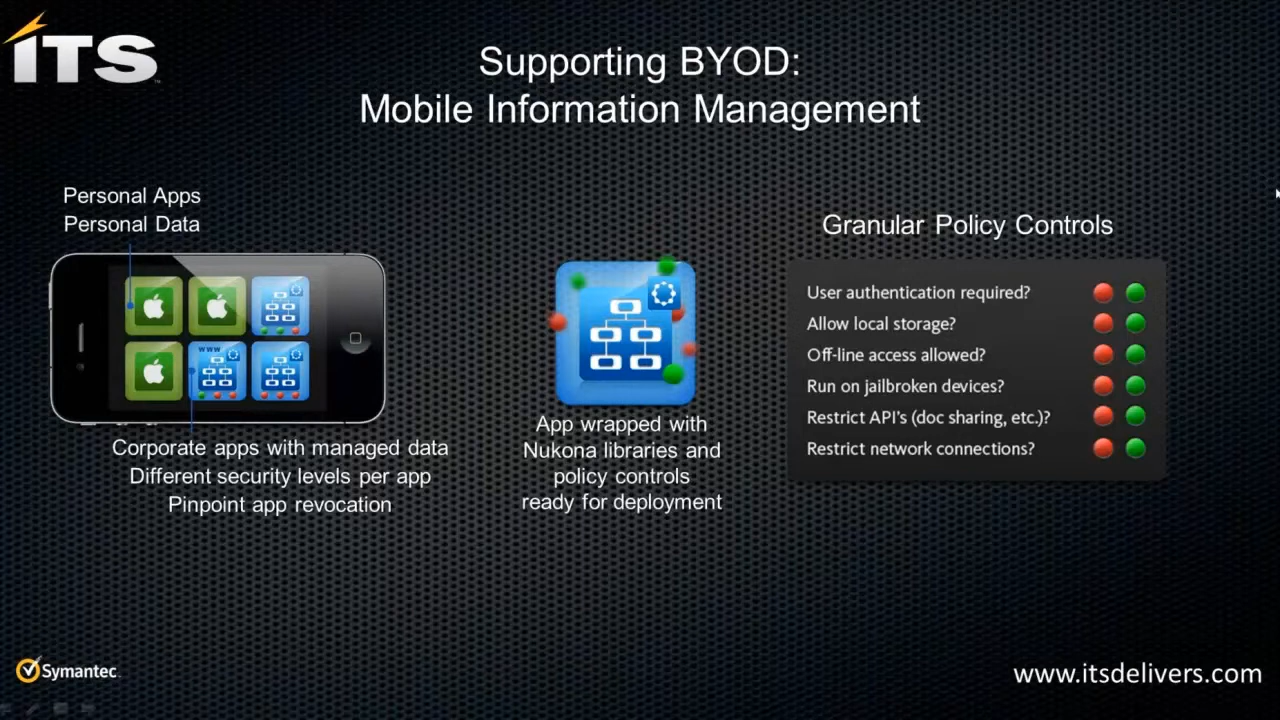 iTS
Supporting BYOD:
Mobile Information Management
Personal Apps
Personal Data
www
Corporate apps with managed data
Different security levels per app
Pinpoint app revocation
App wrapped with
Nukona libraries and
policy controls
ready for deployment
Granular Policy Controls
User authentication required?
Allow local storage?
Off-line access allowed?
Run on jailbroken devices?
Restrict API's (doc sharing, etc.)?
Restrict network connections?
Symantec
www.itsdelivers.com